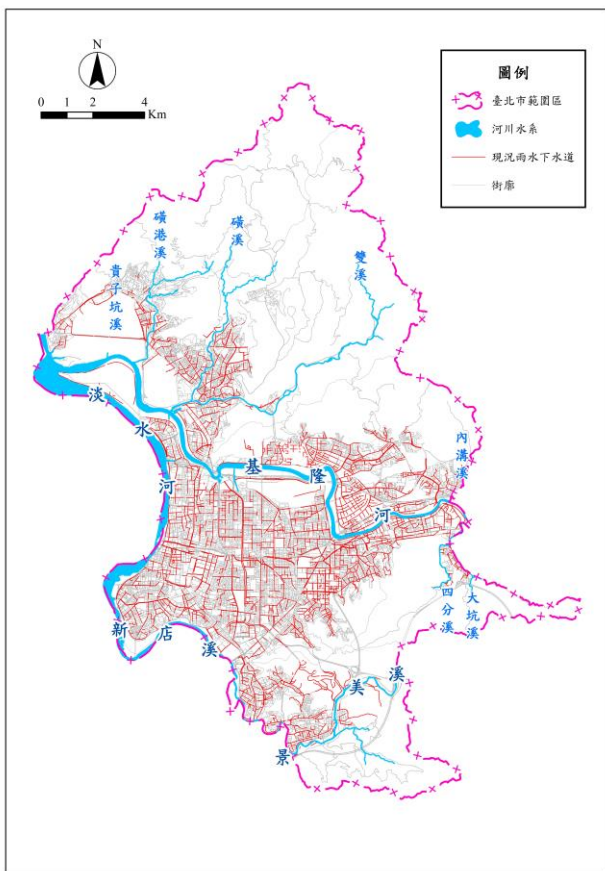 N
0 1 2 4
Km
圖例
臺北市範圍區
河川水系
現況雨水下水道
街廓
磺港溪
磺溪
雙溪
貴子坑溪
淡水河
基隆河
內溝溪
四分溪
大坑溪
新店溪
景美溪